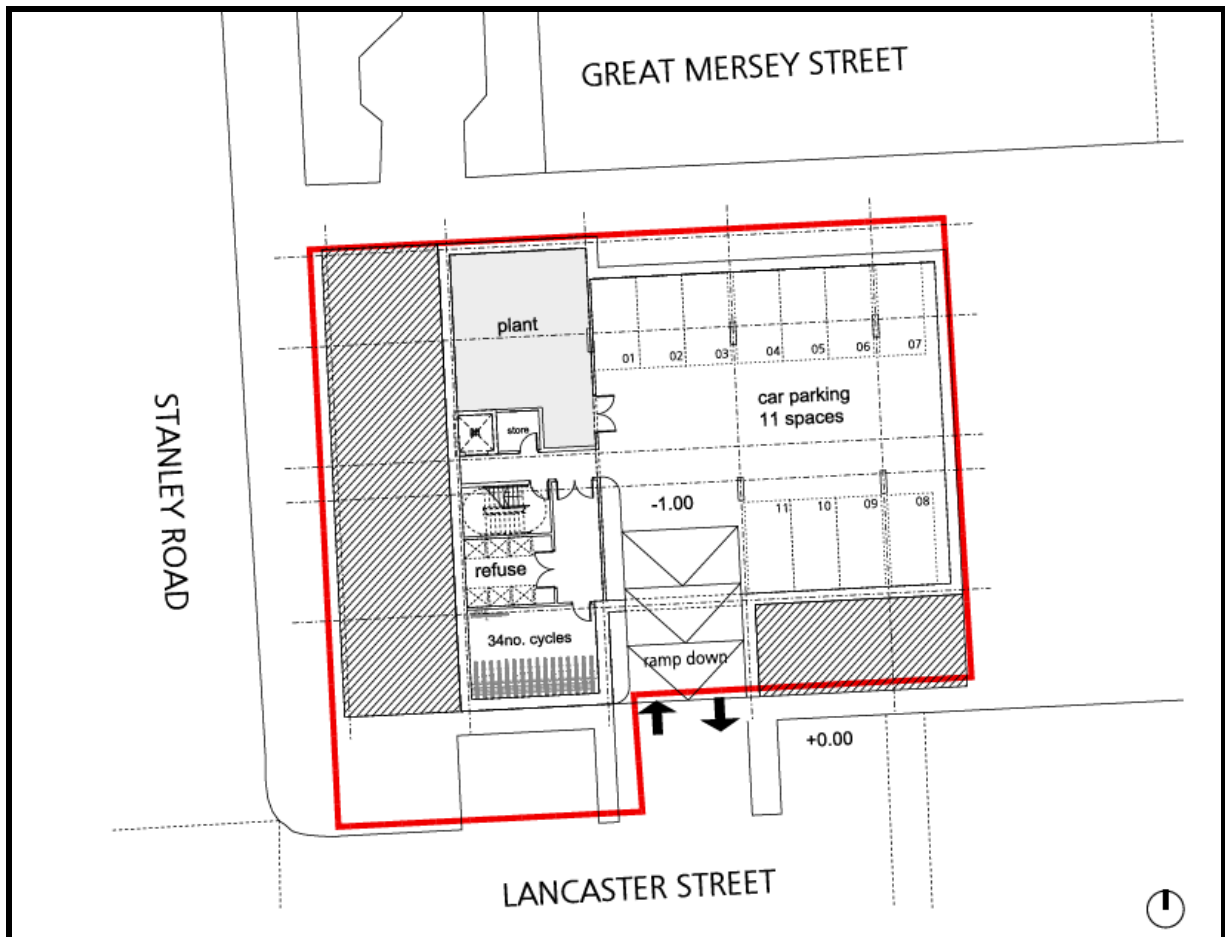 GREAT MERSEY STREET
plant
01 02 03 04 05 06 07
car parking
11 spaces
store
STANLEY ROAD
-1.00
11 10 09 08
refuse
34no. cycles
ramp down
+0.00
LANCASTER STREET